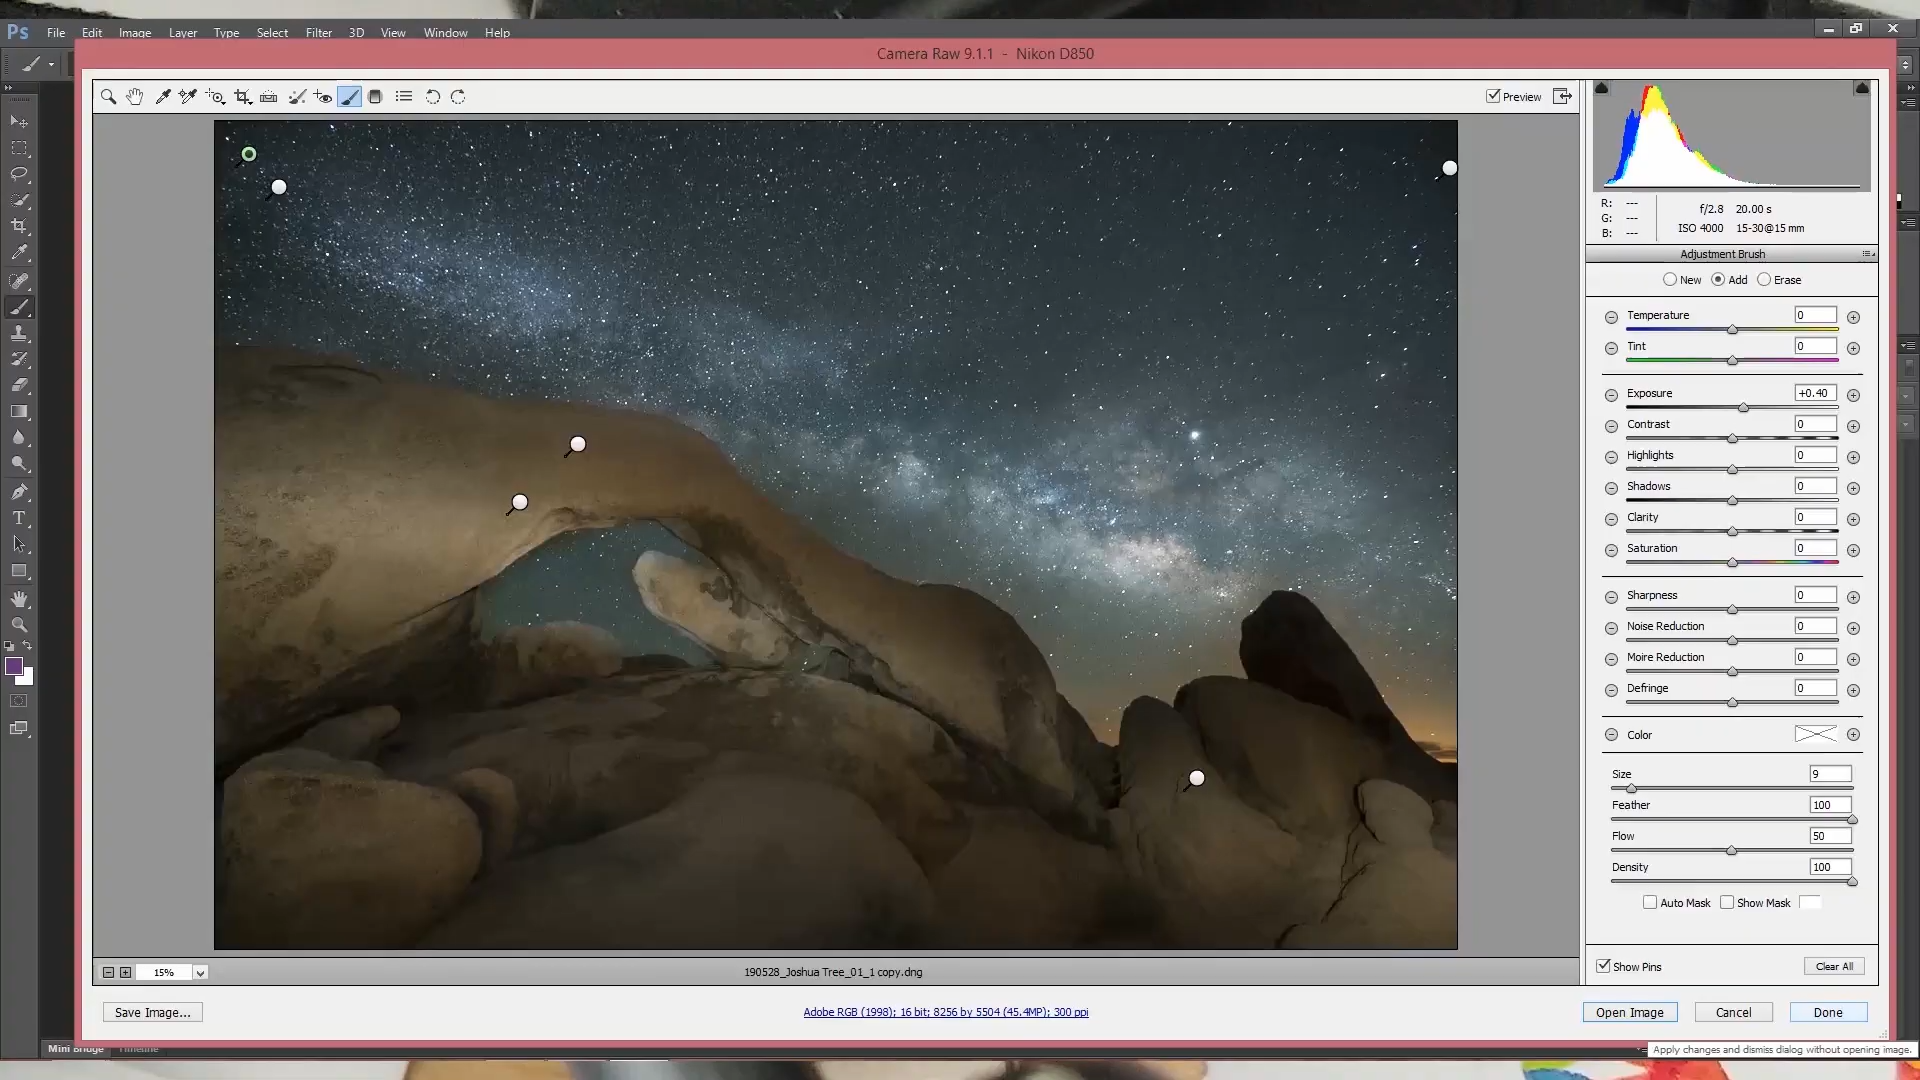 Ps File Edit Image Layer Type Select Filter 3D View Window Help
Camera Raw 9.1.1 - Nikon D850
Preview
R: ---
G: ---
B: ---
f/2.8 20.00 s
ISO 4000 15-30@15 mm
Adjustment Brush
New Add Erase
Temperature 0
Tint 0
Exposure +0.40
Contrast 0
Highlights 0
Shadows 0
Clarity 0
Saturation 0
Sharpness 0
Noise Reduction 0
Moire Reduction 0
Defringe 0
Color
Size 9
Feather 100
Flow 50
Density 100
Auto Mask Show Mask
Show Pins Clear All
15%
190528_Joshua Tree_01_1 copy.dng
Save Image...
Adobe RGB (1998); 16 bit; 8256 by 5504 (45.4MP); 300 ppi
Open Image Cancel Done
Mini Bridge Timeline
Apply changes and dismiss dialog without opening image.